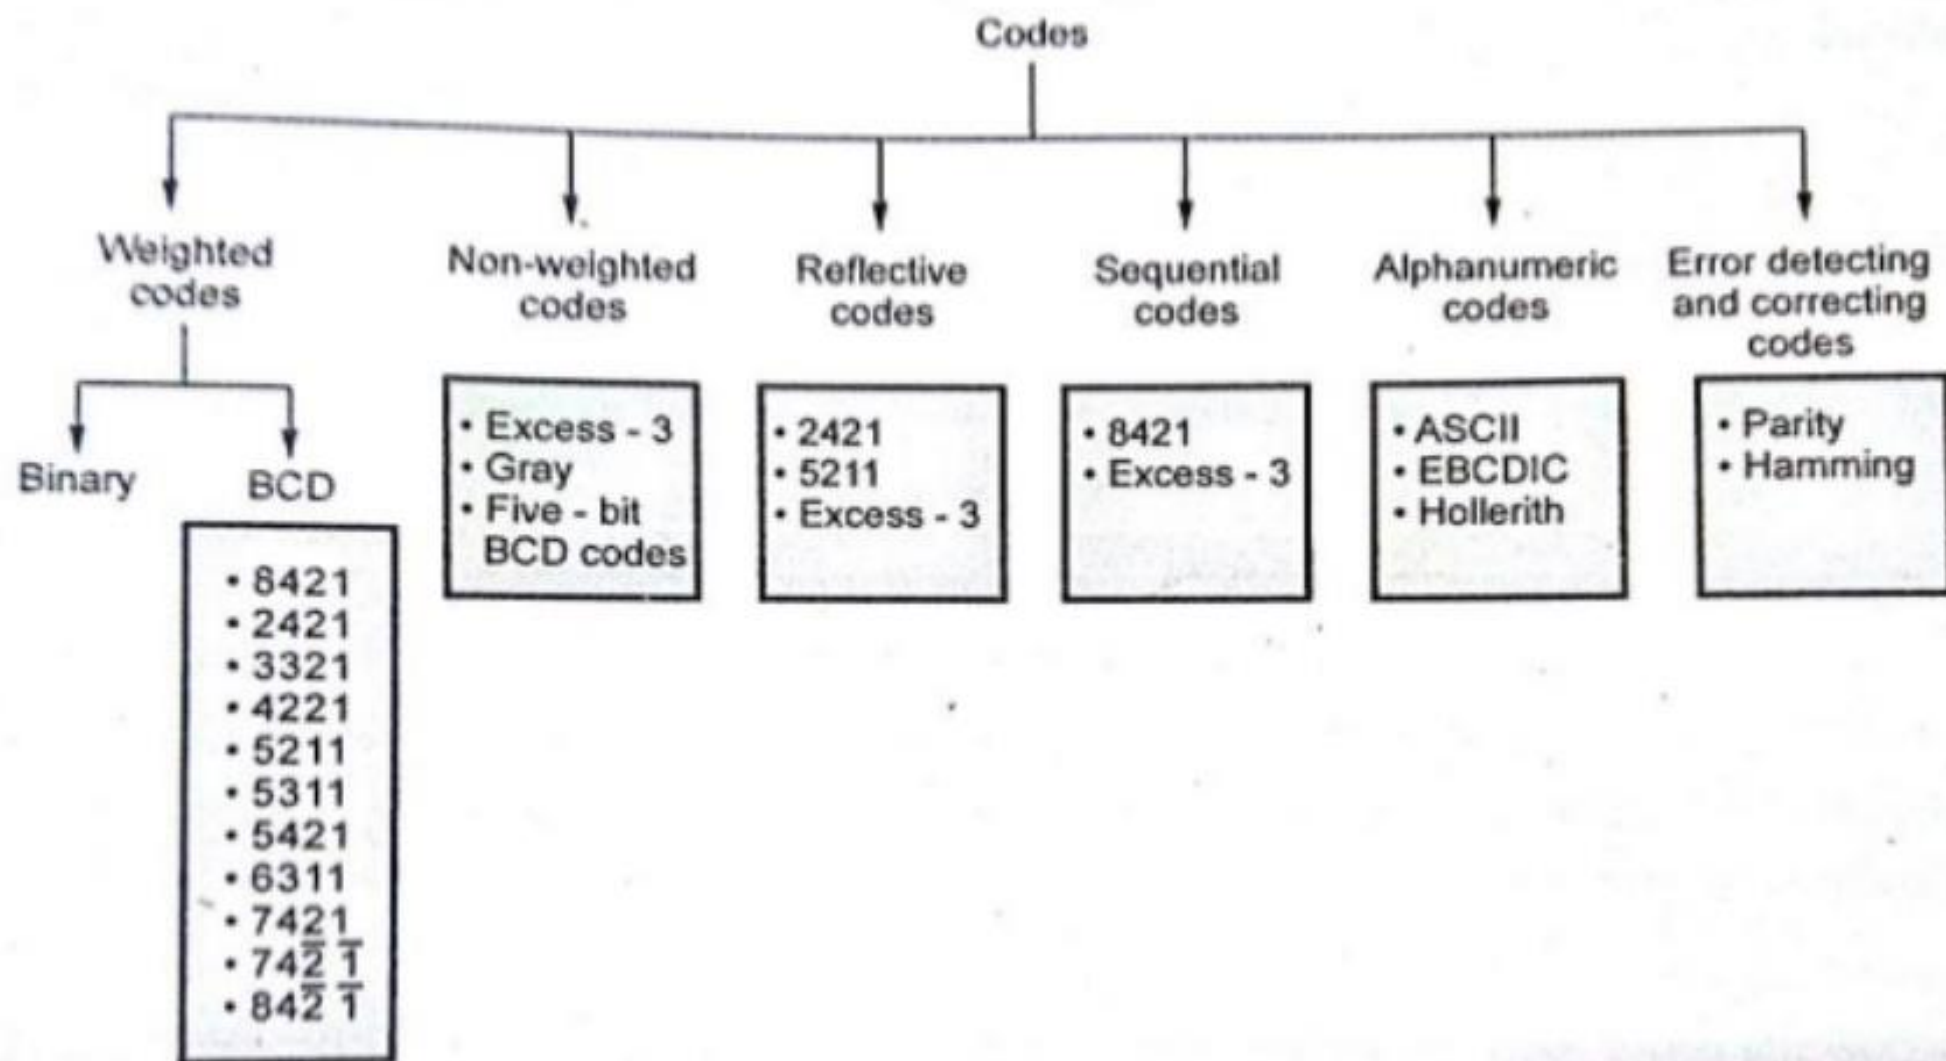 Codes
Weighted
codes
Binary
BCD
• 8421
• 2421
• 3321
• 4221
• 5211
• 5311
• 5421
• 6311
• 7421
• 742̅ 1̅
• 842̅ 1̅
Non-weighted
codes
• Excess - 3
• Gray
• Five - bit
BCD codes
Reflective
codes
• 2421
• 5211
• Excess - 3
Sequential
codes
• 8421
• Excess - 3
Alphanumeric
codes
• ASCII
• EBCDIC
• Hollerith
Error detecting
and correcting
codes
• Parity
• Hamming